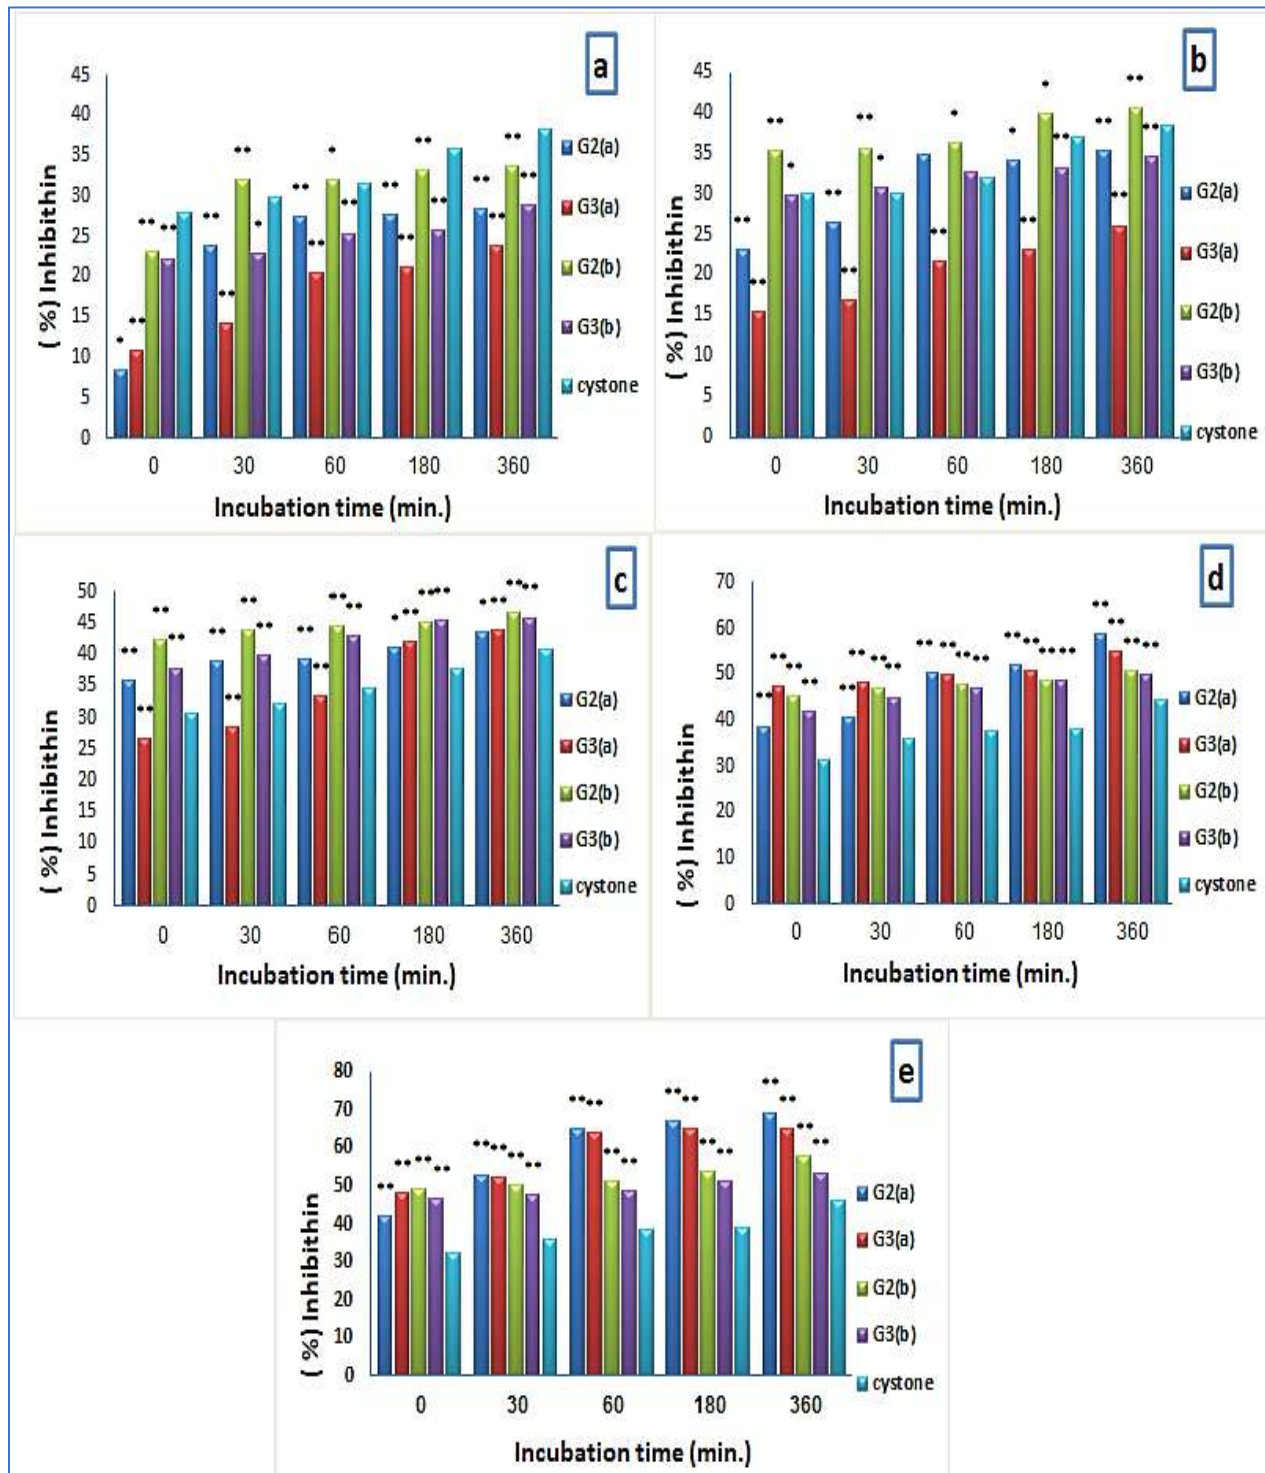 a
45
40
35
30
25
20
15
10
5
0
( %) Inhibithin
** ** * ** **
** ** ** ** **
** ** * ** ** ** **
** ** ** **
* **
0 30 60 180 360
Incubation time (min.)
G2(a)
G3(a)
G2(b)
G3(b)
cystone
b
45
40
35
30
25
20
15
10
5
0
( %) Inhibithin
* **
** ** * * ** ** **
* * **
** ** ** **
** **
0 30 60 180 360
Incubation time (min.)
G2(a)
G3(a)
G2(b)
G3(b)
cystone
c
50
45
40
35
30
25
20
15
10
5
0
( %) Inhibithin
** ** ** ** ** ** **
** ** ** ** ** * ** * **
** ** ** **
** **
0 30 60 180 360
Incubation time (min.)
G2(a)
G3(a)
G2(b)
G3(b)
cystone
d
70
60
50
40
30
20
10
0
( %) Inhibithin
** ** ** **
** ** ** ** ** ** ** **
** ** ** ** ** ** ** **
0 30 60 180 360
Incubation time (min.)
G2(a)
G3(a)
G2(b)
G3(b)
cystone
e
80
70
60
50
40
30
20
10
0
( %) Inhibithin
** ** ** ** ** **
** ** ** ** ** **
** ** ** ** ** ** ** **
0 30 60 180 360
Incubation time (min.)
G2(a)
G3(a)
G2(b)
G3(b)
cystone